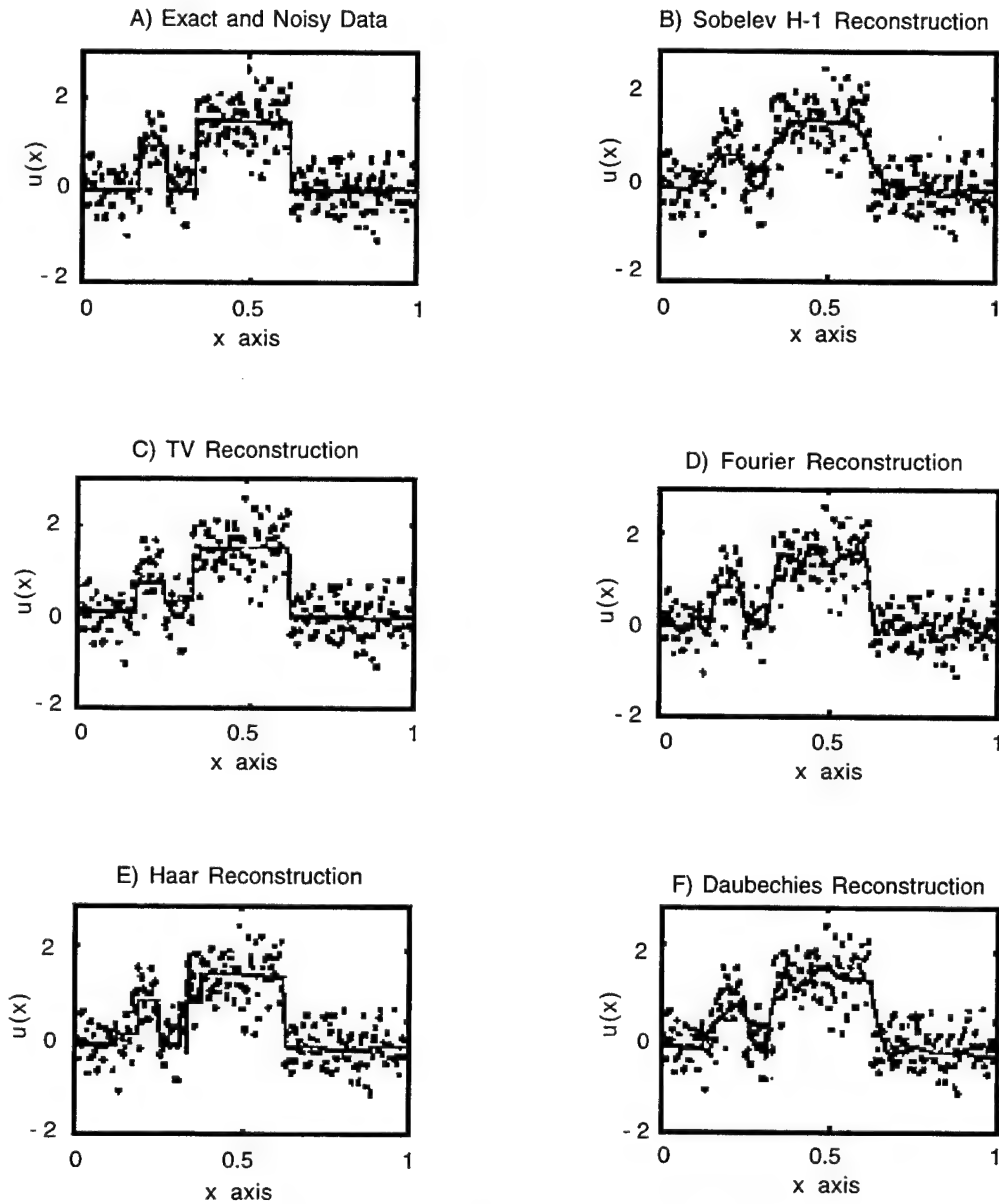 A) Exact and Noisy Data
2
0
- 2
u(x)
0 0.5 1
x axis
B) Sobelev H-1 Reconstruction
2
0
- 2
u(x)
0 0.5 1
x axis
C) TV Reconstruction
2
0
- 2
u(x)
0 0.5 1
x axis
D) Fourier Reconstruction
2
0
- 2
u(x)
0 0.5 1
x axis
E) Haar Reconstruction
2
0
- 2
u(x)
0 0.5 1
x axis
F) Daubechies Reconstruction
2
0
- 2
u(x)
0 0.5 1
x axis